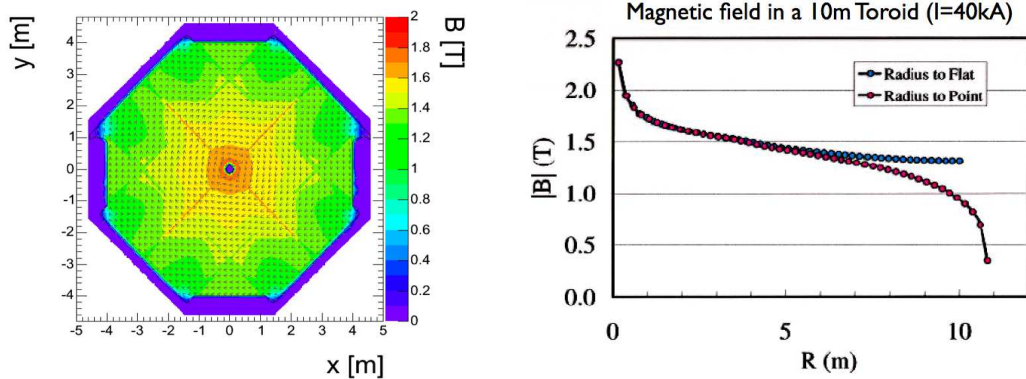 y [m]
4
3
2
1
0
-1
-2
-3
-4
-5 -4 -3 -2 -1 0 1 2 3 4 5
x [m]
B [T]
2
1.8
1.6
1.4
1.2
1
0.8
0.6
0.4
0.2
0
Magnetic field in a 10m Toroid (I=40kA)
|B| (T)
2.5
2.0
1.5
1.0
0.5
0.0
Radius to Flat
Radius to Point
0 5 10
R (m)